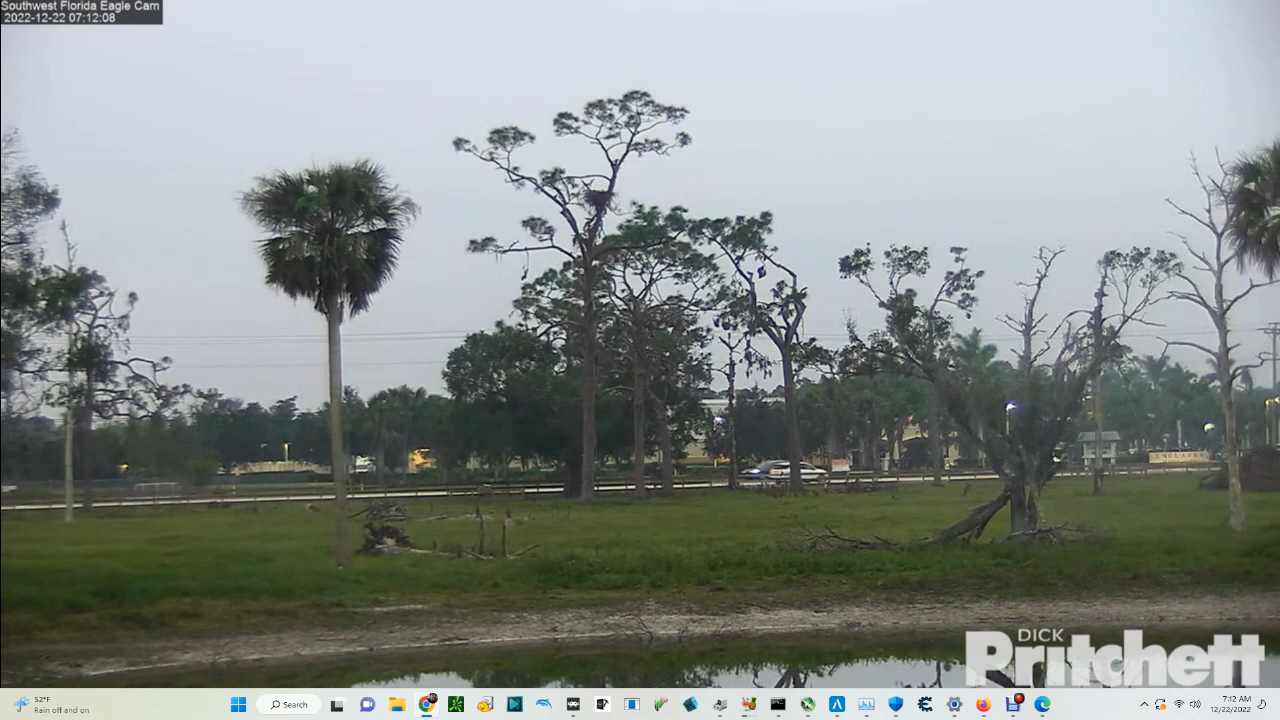 Southwest Florida Eagle Cam
2022-12-22 07:12:08
DICK
Pritchett
52°F
Rain off and on
Search
7:12 AM
12/22/2022